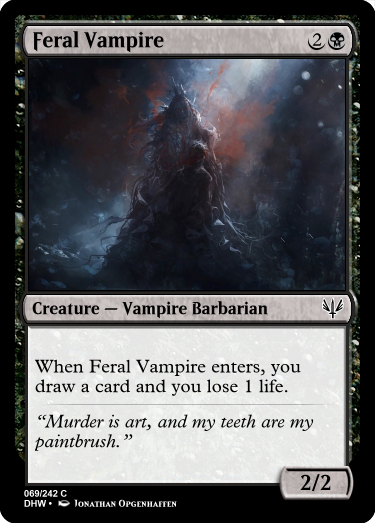 Feral Vampire 2
Creature — Vampire Barbarian
When Feral Vampire enters, you
draw a card and you lose 1 life.
“Murder is art, and my teeth are my
paintbrush.”
2/2
069/242 C
DHW • Jonathan Opgenhaffen